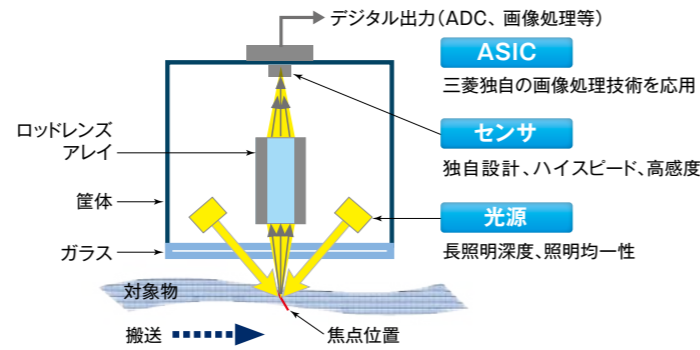 デジタル出力（ADC、画像処理等）
ASIC
三菱独自の画像処理技術を応用
ロッドレンズ
アレイ
センサ
独自設計、ハイスピード、高感度
筐体
光源
ガラス
長照明深度、照明均一性
対象物
搬送
焦点位置